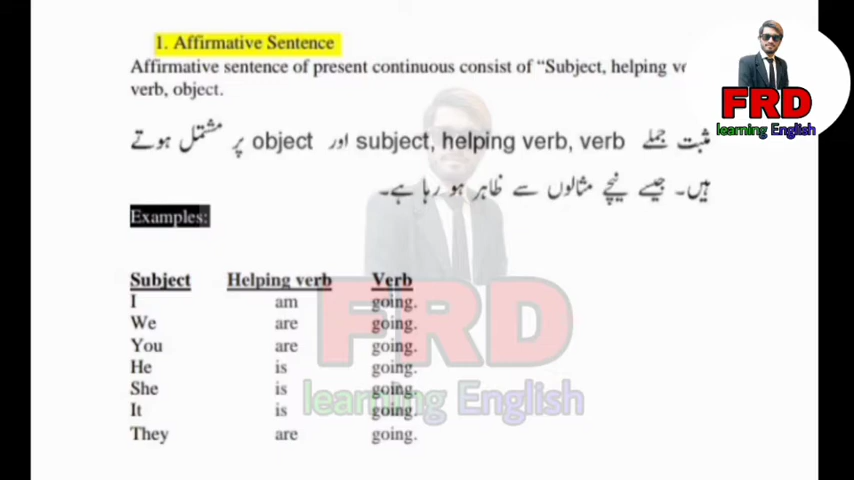 1. Affirmative Sentence
Affirmative sentence of present continuous consist of “Subject, helping
verb, object.
مثبت جملے subject, helping verb, verb اور object پر مشتمل ہوتے
ہیں۔ جیسے نیچے مثالوں سے ظاہر ہو رہا ہے۔
Examples:
Subject Helping verb Verb
I am going.
We are going.
You are going.
He is going.
She is going.
It is going.
They are going.
FRD
learning English
FRD
learning English